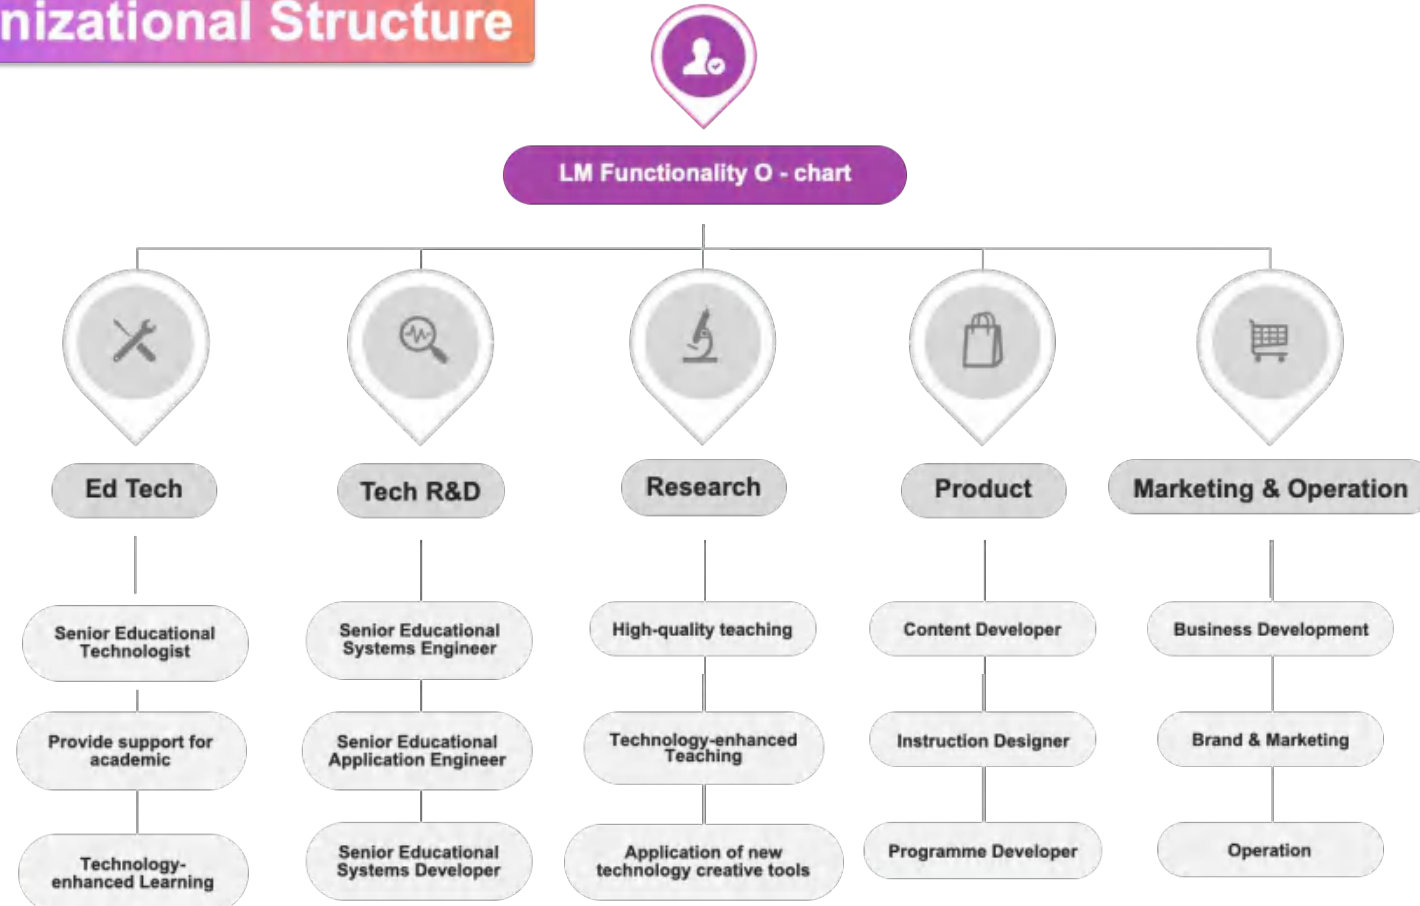 nizational Structure
LM Functionality O - chart
Ed Tech
Tech R&D
Research
Product
Marketing & Operation
Senior Educational
Technologist
Senior Educational
Systems Engineer
High-quality teaching
Content Developer
Business Development
Provide support for
academic
Senior Educational
Application Engineer
Technology-enhanced
Teaching
Instruction Designer
Brand & Marketing
Technology-
enhanced Learning
Senior Educational
Systems Developer
Application of new
technology creative tools
Programme Developer
Operation